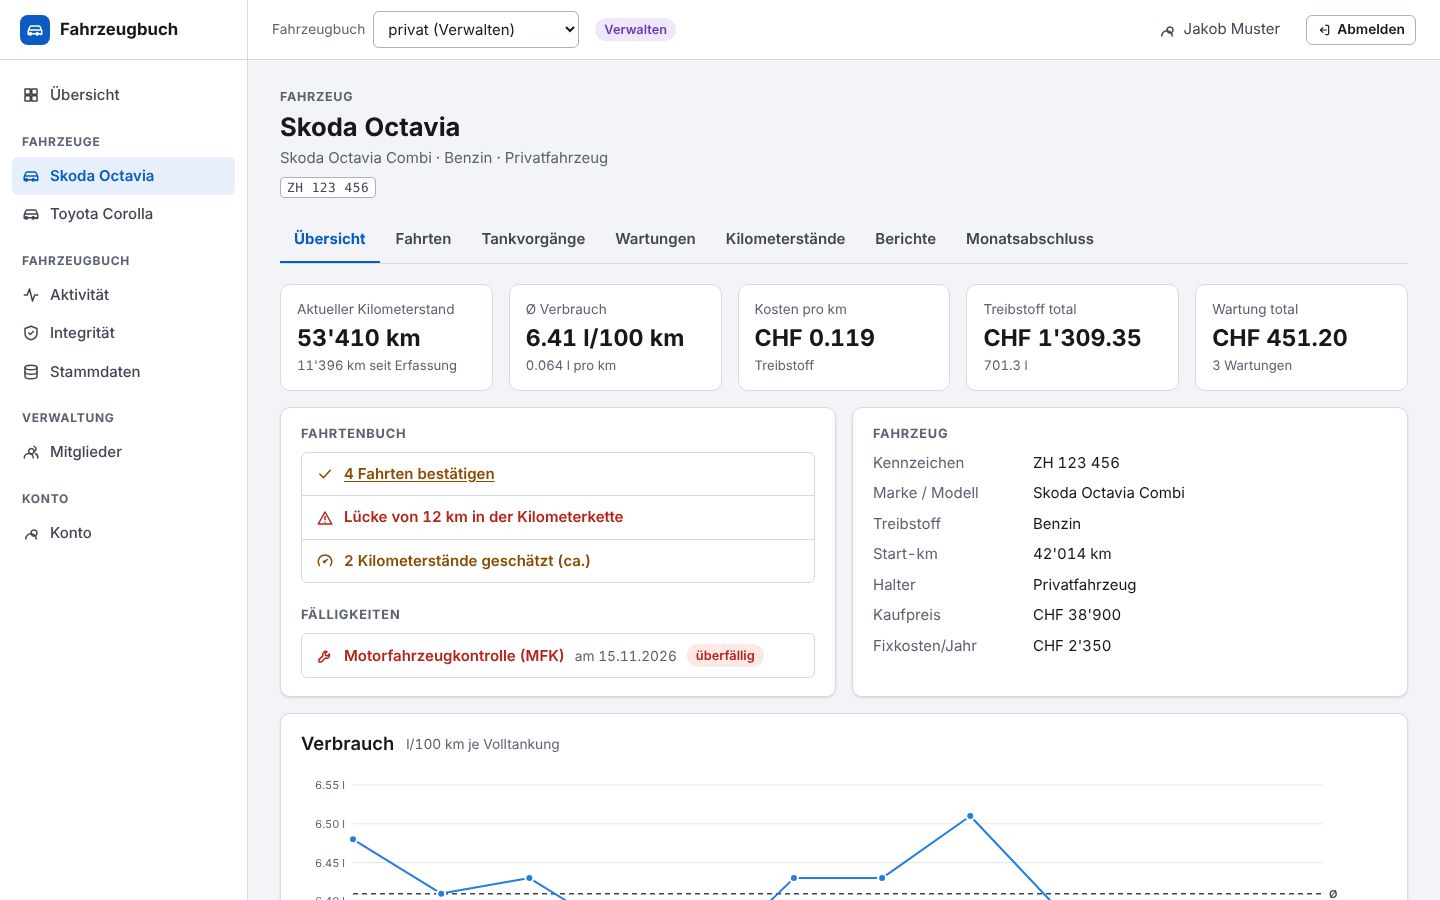 Fahrzeugbuch
Fahrzeugbuch privat (Verwalten) Verwalten
Jakob Muster
Abmelden
Übersicht
FAHRZEUGE
Skoda Octavia
Toyota Corolla
FAHRZEUGBUCH
Aktivität
Integrität
Stammdaten
VERWALTUNG
Mitglieder
KONTO
Konto
FAHRZEUG
Skoda Octavia
Skoda Octavia Combi · Benzin · Privatfahrzeug
ZH 123 456
Übersicht Fahrten Tankvorgänge Wartungen Kilometerstände Berichte Monatsabschluss
Aktueller Kilometerstand
53'410 km
11'396 km seit Erfassung
Ø Verbrauch
6.41 l/100 km
0.064 l pro km
Kosten pro km
CHF 0.119
Treibstoff
Treibstoff total
CHF 1'309.35
701.3 l
Wartung total
CHF 451.20
3 Wartungen
FAHRTENBUCH
4 Fahrten bestätigen
Lücke von 12 km in der Kilometerkette
2 Kilometerstände geschätzt (ca.)
FÄLLIGKEITEN
Motorfahrzeugkontrolle (MFK) am 15.11.2026 überfällig
FAHRZEUG
Kennzeichen ZH 123 456
Marke / Modell Skoda Octavia Combi
Treibstoff Benzin
Start-km 42'014 km
Halter Privatfahrzeug
Kaufpreis CHF 38'900
Fixkosten/Jahr CHF 2'350
Verbrauch l/100 km je Volltankung
6.55 l
6.50 l
6.45 l
6.40 l
Ø